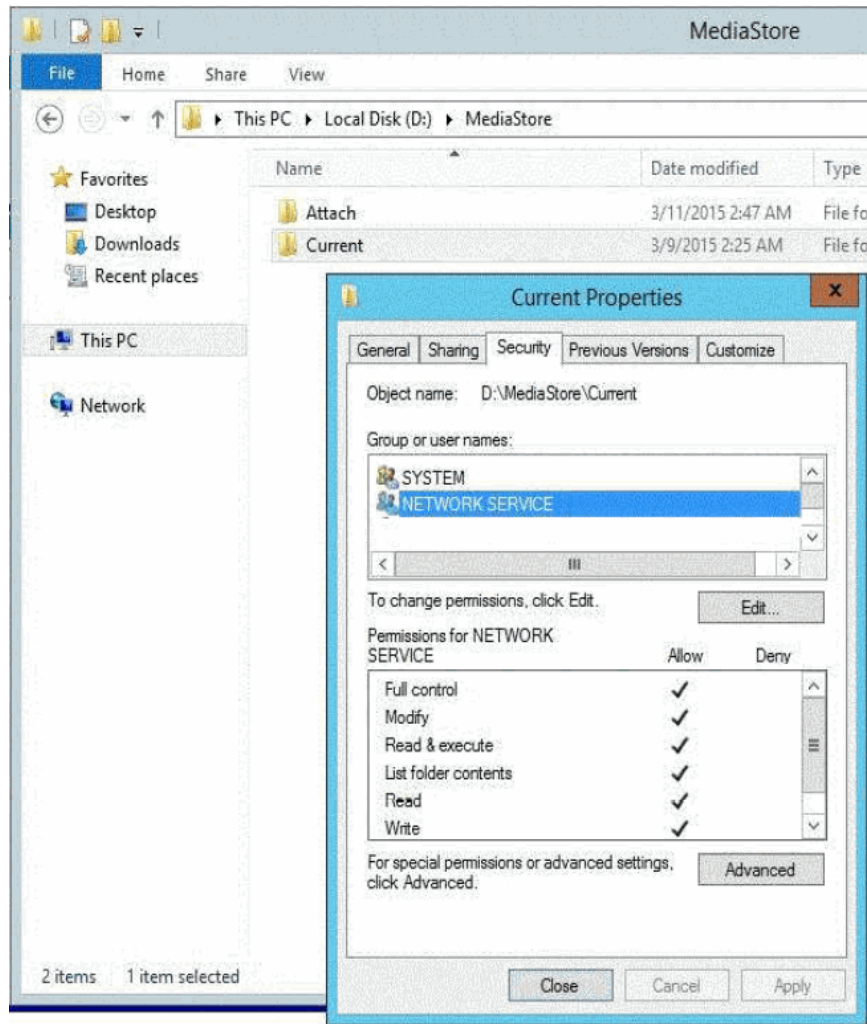 MediaStore
File Home Share View
This PC Local Disk (D:) MediaStore
Favorites
Desktop
Downloads
Recent places
This PC
Network
Name Date modified Type
Attach 3/11/2015 2:47 AM File fo
Current 3/9/2015 2:25 AM File fo
Current Properties
x
General Sharing Security Previous Versions Customize
Object name: D:\MediaStore\Current
Group or user names:
SYSTEM
NETWORK SERVICE
To change permissions, click Edit.
Edit...
Permissions for NETWORK
SERVICE Allow Deny
Full control
Modify
Read & execute
List folder contents
Read
Write
For special permissions or advanced settings,
click Advanced.
Advanced
Close Cancel Apply
2 items 1 item selected